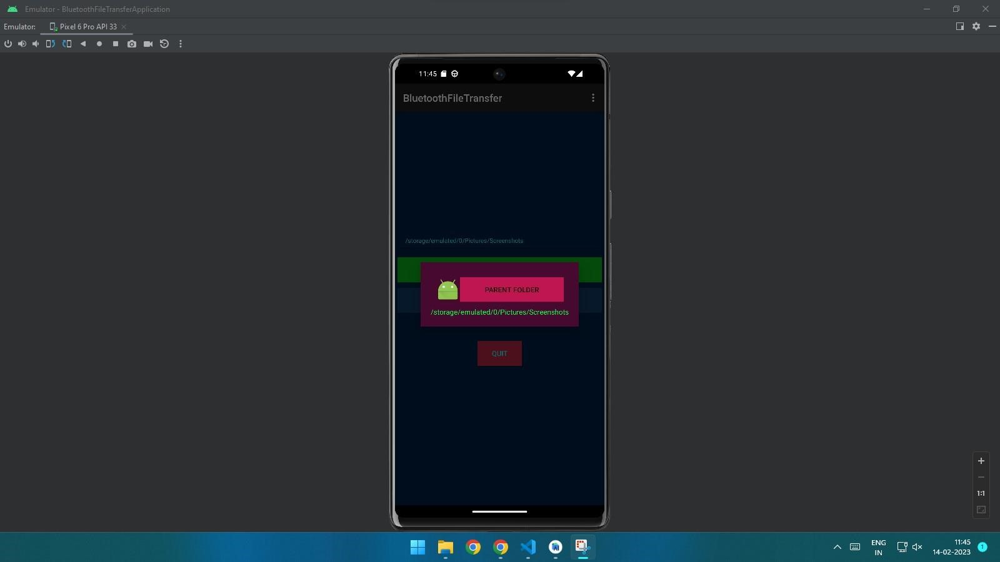 Emulator - BluetoothFileTransferApplication
Emulator:
Pixel 6 Pro API 33
11:45
BluetoothFileTransfer
/storage/emulated/0/Pictures/Screenshots
PARENT FOLDER
/storage/emulated/0/Pictures/Screenshots
QUIT
1:1
ENG
IN
11:45
14-02-2023
1